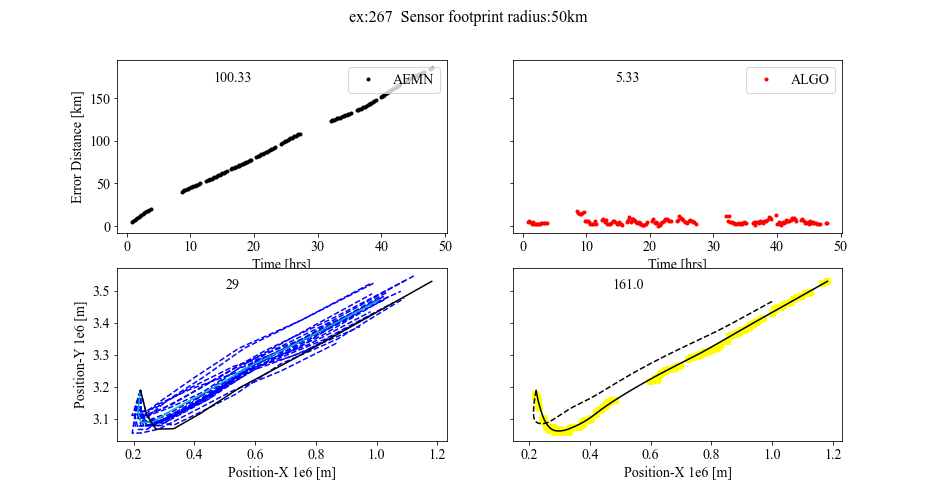 ex:267 Sensor footprint radius:50km
100.33
AEMN
5.33
ALGO
Error Distance [km]
150
100
50
0
0 10 20 30 40 50
0 10 20 30 40 50
Time [hrs]
Time [hrs]
29
161.0
Position-Y 1e6 [m]
3.5
3.4
3.3
3.2
3.1
0.2 0.4 0.6 0.8 1.0 1.2
0.2 0.4 0.6 0.8 1.0 1.2
Position-X 1e6 [m]
Position-X 1e6 [m]